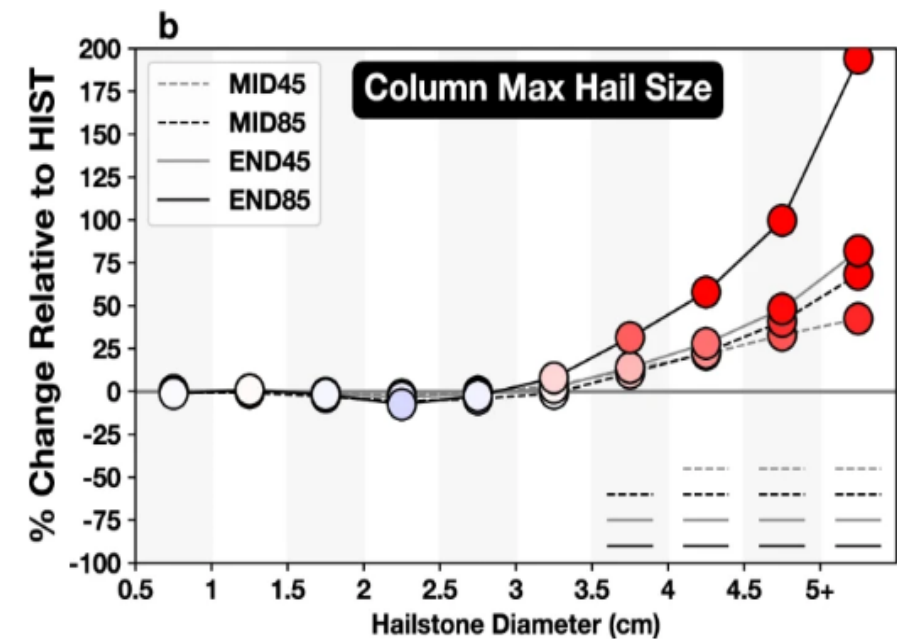 b
Column Max Hail Size
MID45
MID85
END45
END85
% Change Relative to HIST
200
175
150
125
100
75
50
25
0
-25
-50
-75
-100
0.5 1 1.5 2 2.5 3 3.5 4 4.5 5+
Hailstone Diameter (cm)